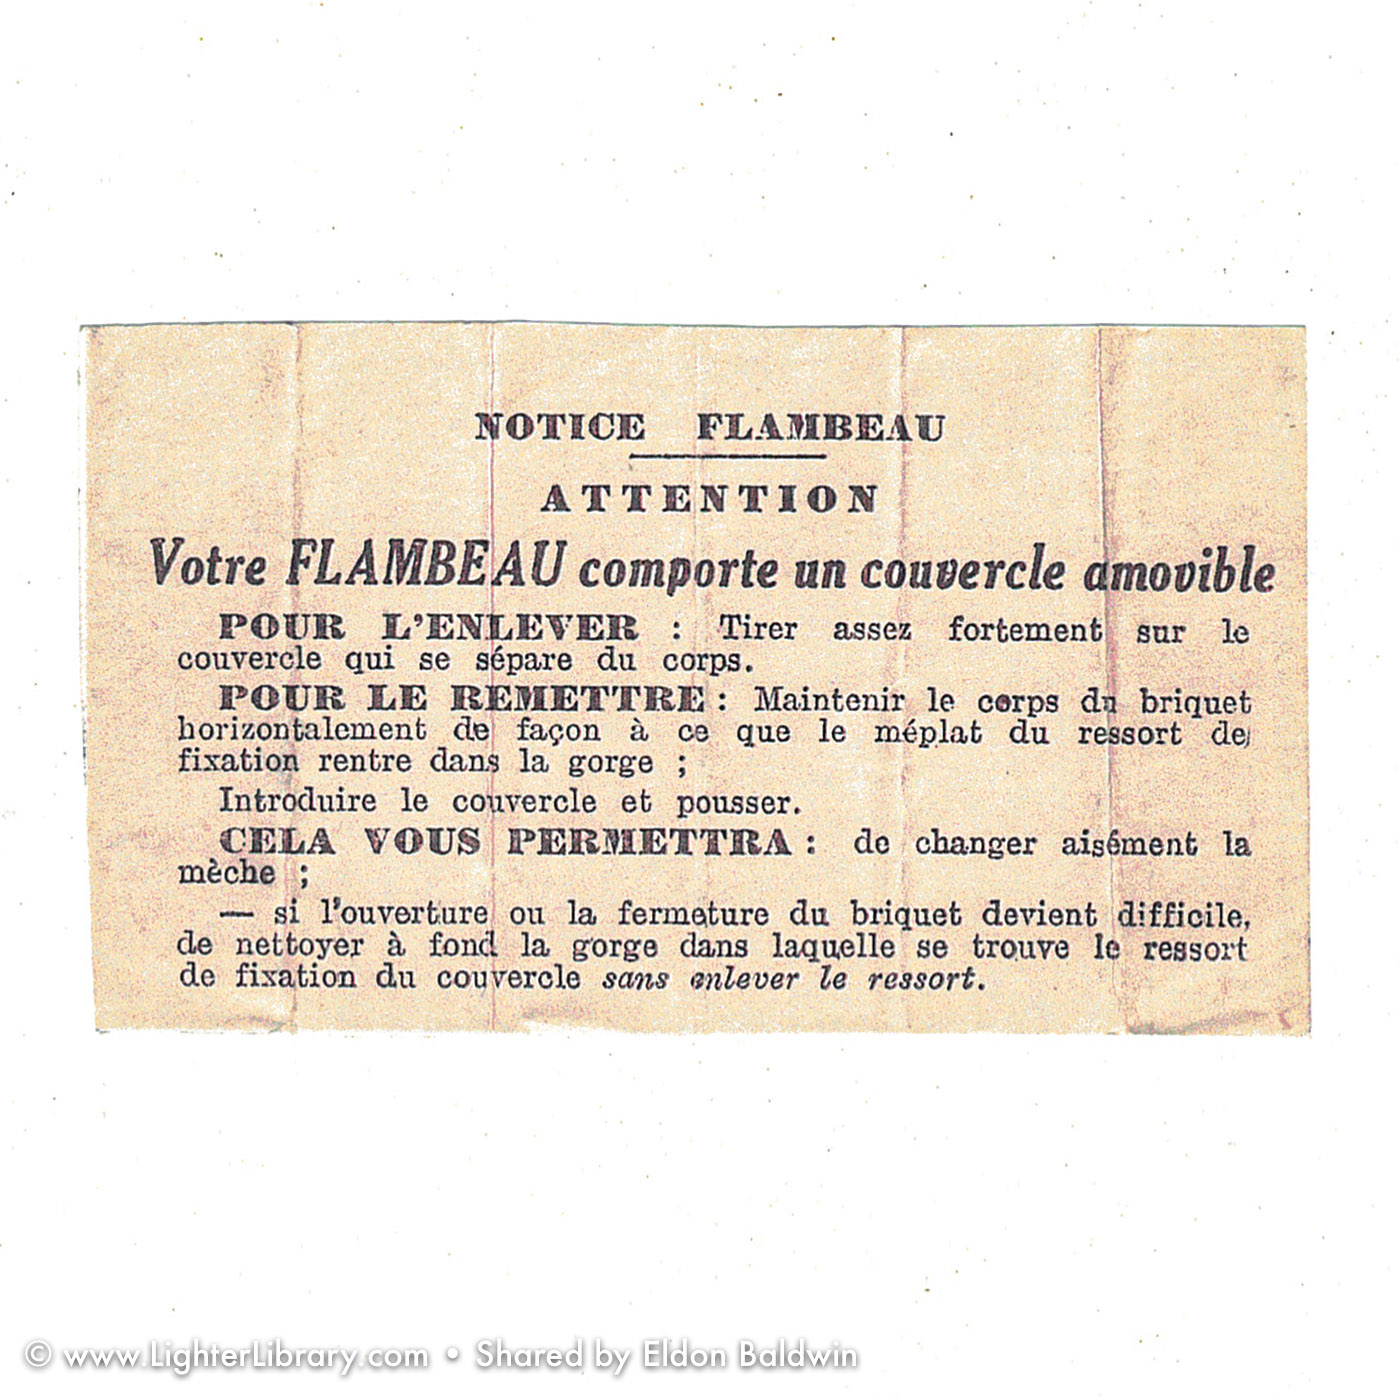 NOTICE FLAMBEAU
ATTENTION
Votre FLAMBEAU comporte un couvercle amovible
POUR L'ENLEVER : Tirer assez fortement sur le
couvercle qui se sépare du corps.
POUR LE REMETTRE : Maintenir le corps du briquet
horizontalement de façon à ce que le méplat du ressort de
fixation rentre dans la gorge ;
Introduire le couvercle et pousser.
CELA VOUS PERMETTRA : de changer aisément la
mèche ;
— si l'ouverture ou la fermeture du briquet devient difficile,
de nettoyer à fond la gorge dans laquelle se trouve le ressort
de fixation du couvercle sans enlever le ressort.
© www.LighterLibrary.com • Shared by Eldon Baldwin